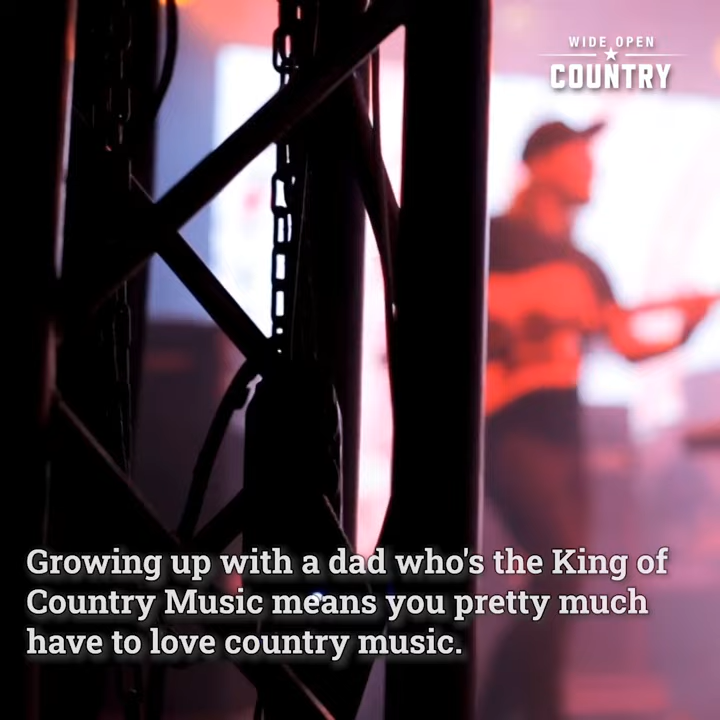 WIDE OPEN
COUNTRY
Growing up with a dad who's the King of
Country Music means you pretty much
have to love country music.